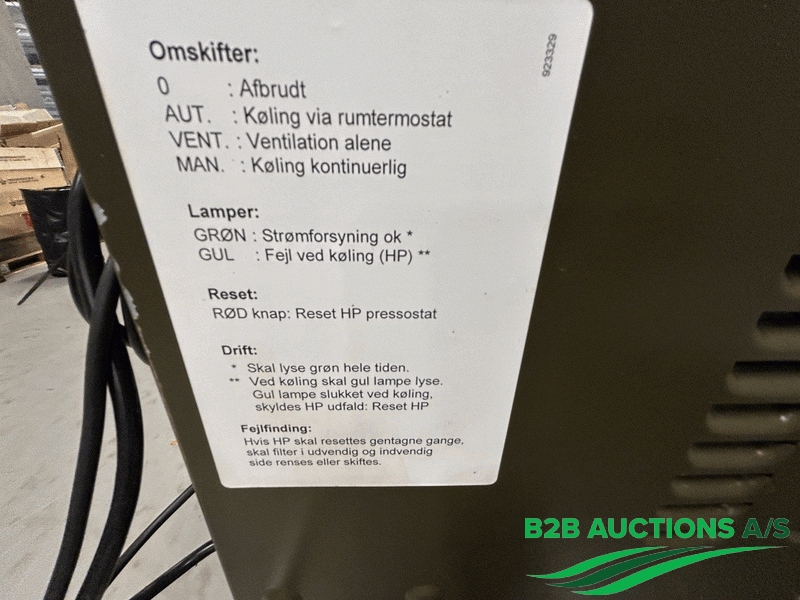 Omskifter:
0 : Afbrudt
AUT. : Køling via rumtermostat
VENT. : Ventilation alene
MAN. : Køling kontinuerlig
Lamper:
GRØN : Strømforsyning ok *
GUL : Fejl ved køling (HP) **
Reset:
RØD knap: Reset HP pressostat
Drift:
* Skal lyse grøn hele tiden.
** Ved køling skal gul lampe lyse.
Gul lampe slukket ved køling,
skyldes HP udfald: Reset HP
Fejlfinding:
Hvis HP skal resettes gentagne gange,
skal filter i udvendig og indvendig
side renses eller skiftes.
923329
B2B AUCTIONS A/S